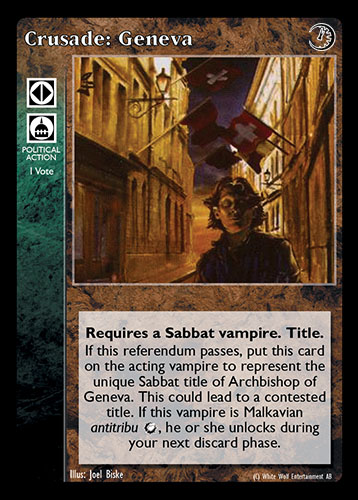 Crusade: Geneva
POLITICAL
ACTION
1 Vote
Requires a Sabbat vampire. Title.
If this referendum passes, put this card
on the acting vampire to represent the
unique Sabbat title of Archbishop of
Geneva. This could lead to a contested
title. If this vampire is Malkavian
antitribu , he or she unlocks during
your next discard phase.
Illus: Joel Biske
(C) White Wolf Entertainment AB